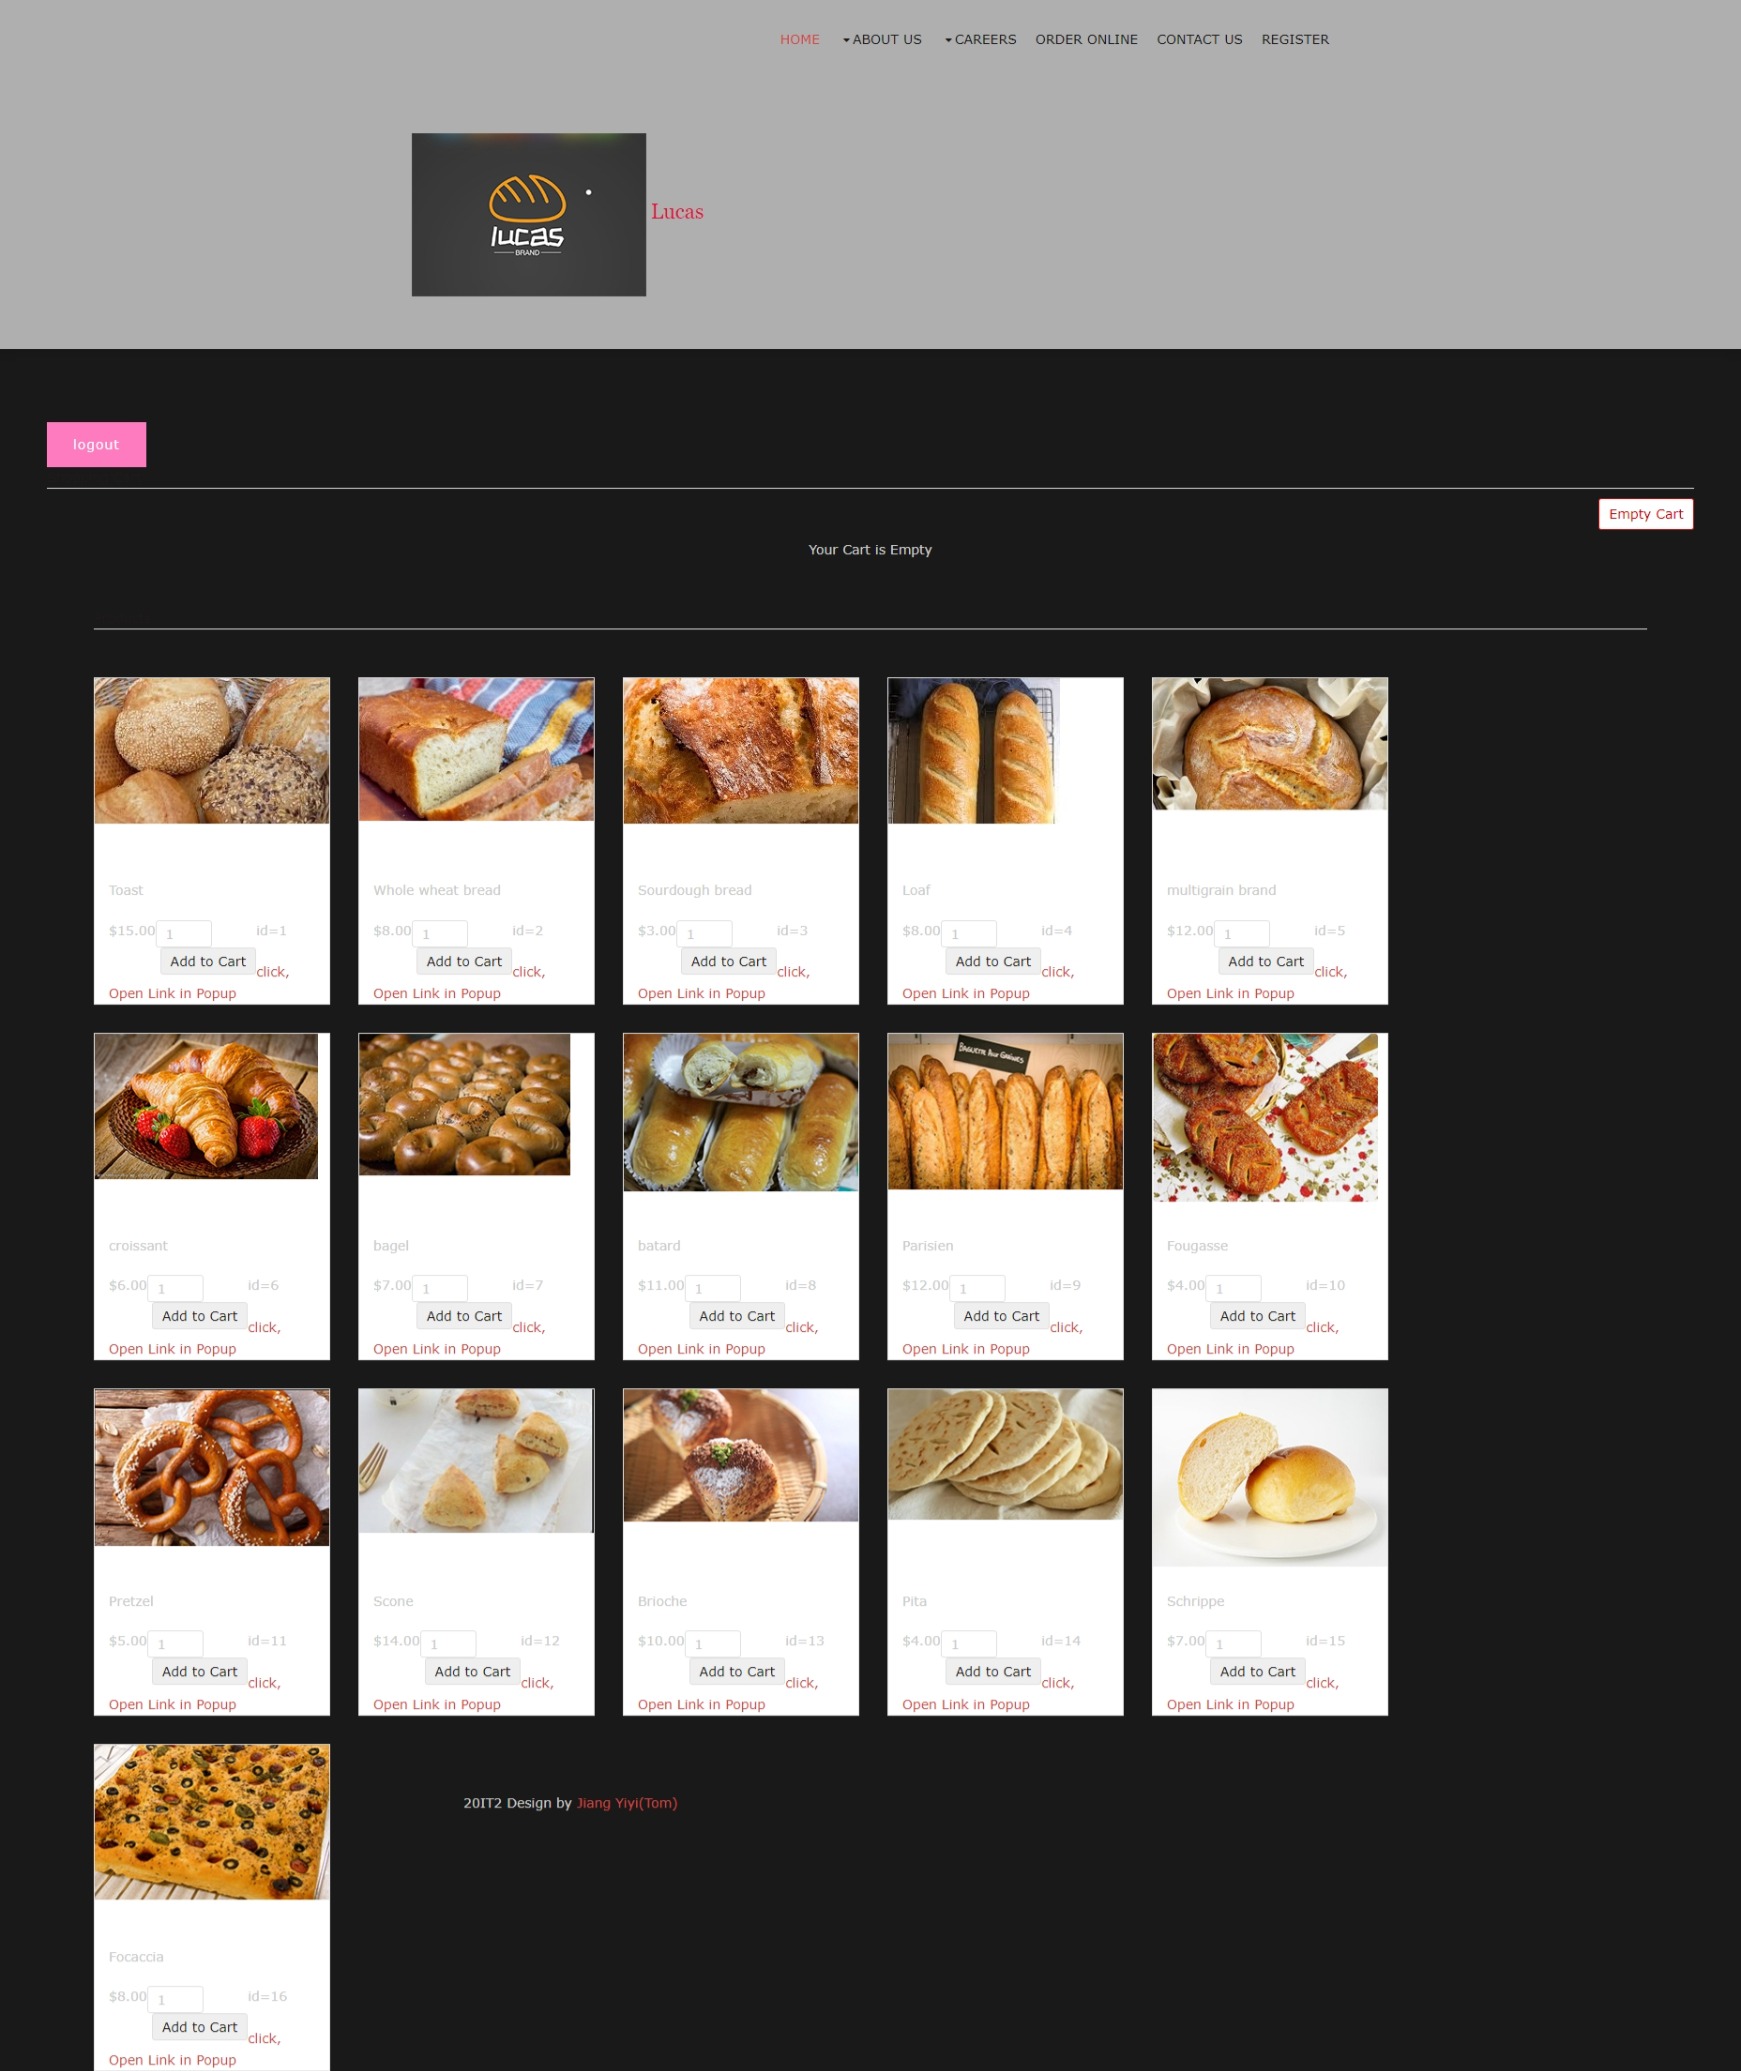 HOME ABOUT US CAREERS ORDER ONLINE CONTACT US REGISTER
lucas
BRAND
Lucas
logout
Empty Cart
Your Cart is Empty
Toast
$15.00 1 id=1
Add to Cart click,
Open Link in Popup
Whole wheat bread
$8.00 1 id=2
Add to Cart click,
Open Link in Popup
Sourdough bread
$3.00 1 id=3
Add to Cart click,
Open Link in Popup
Loaf
$8.00 1 id=4
Add to Cart click,
Open Link in Popup
multigrain brand
$12.00 1 id=5
Add to Cart click,
Open Link in Popup
croissant
$6.00 1 id=6
Add to Cart click,
Open Link in Popup
bagel
$7.00 1 id=7
Add to Cart click,
Open Link in Popup
batard
$11.00 1 id=8
Add to Cart click,
Open Link in Popup
BAGUETTE AUX GRAINES
Parisien
$12.00 1 id=9
Add to Cart click,
Open Link in Popup
Fougasse
$4.00 1 id=10
Add to Cart click,
Open Link in Popup
Pretzel
$5.00 1 id=11
Add to Cart click,
Open Link in Popup
Scone
$14.00 1 id=12
Add to Cart click,
Open Link in Popup
Brioche
$10.00 1 id=13
Add to Cart click,
Open Link in Popup
Pita
$4.00 1 id=14
Add to Cart click,
Open Link in Popup
Schrippe
$7.00 1 id=15
Add to Cart click,
Open Link in Popup
Focaccia
$8.00 1 id=16
Add to Cart click,
Open Link in Popup
20IT2 Design by Jiang Yiyi(Tom)